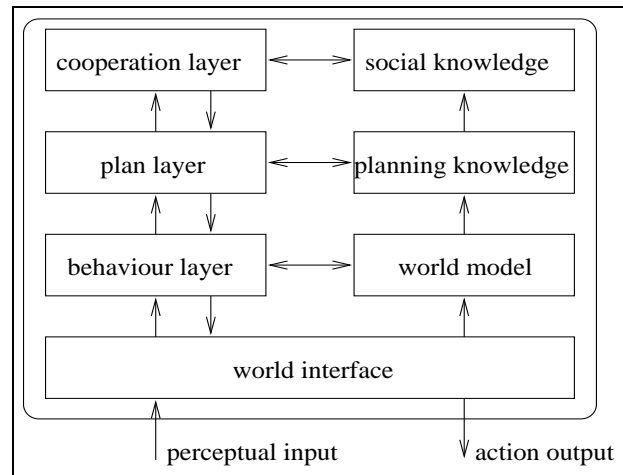 cooperation layer
social knowledge
plan layer
planning knowledge
behaviour layer
world model
world interface
perceptual input
action output